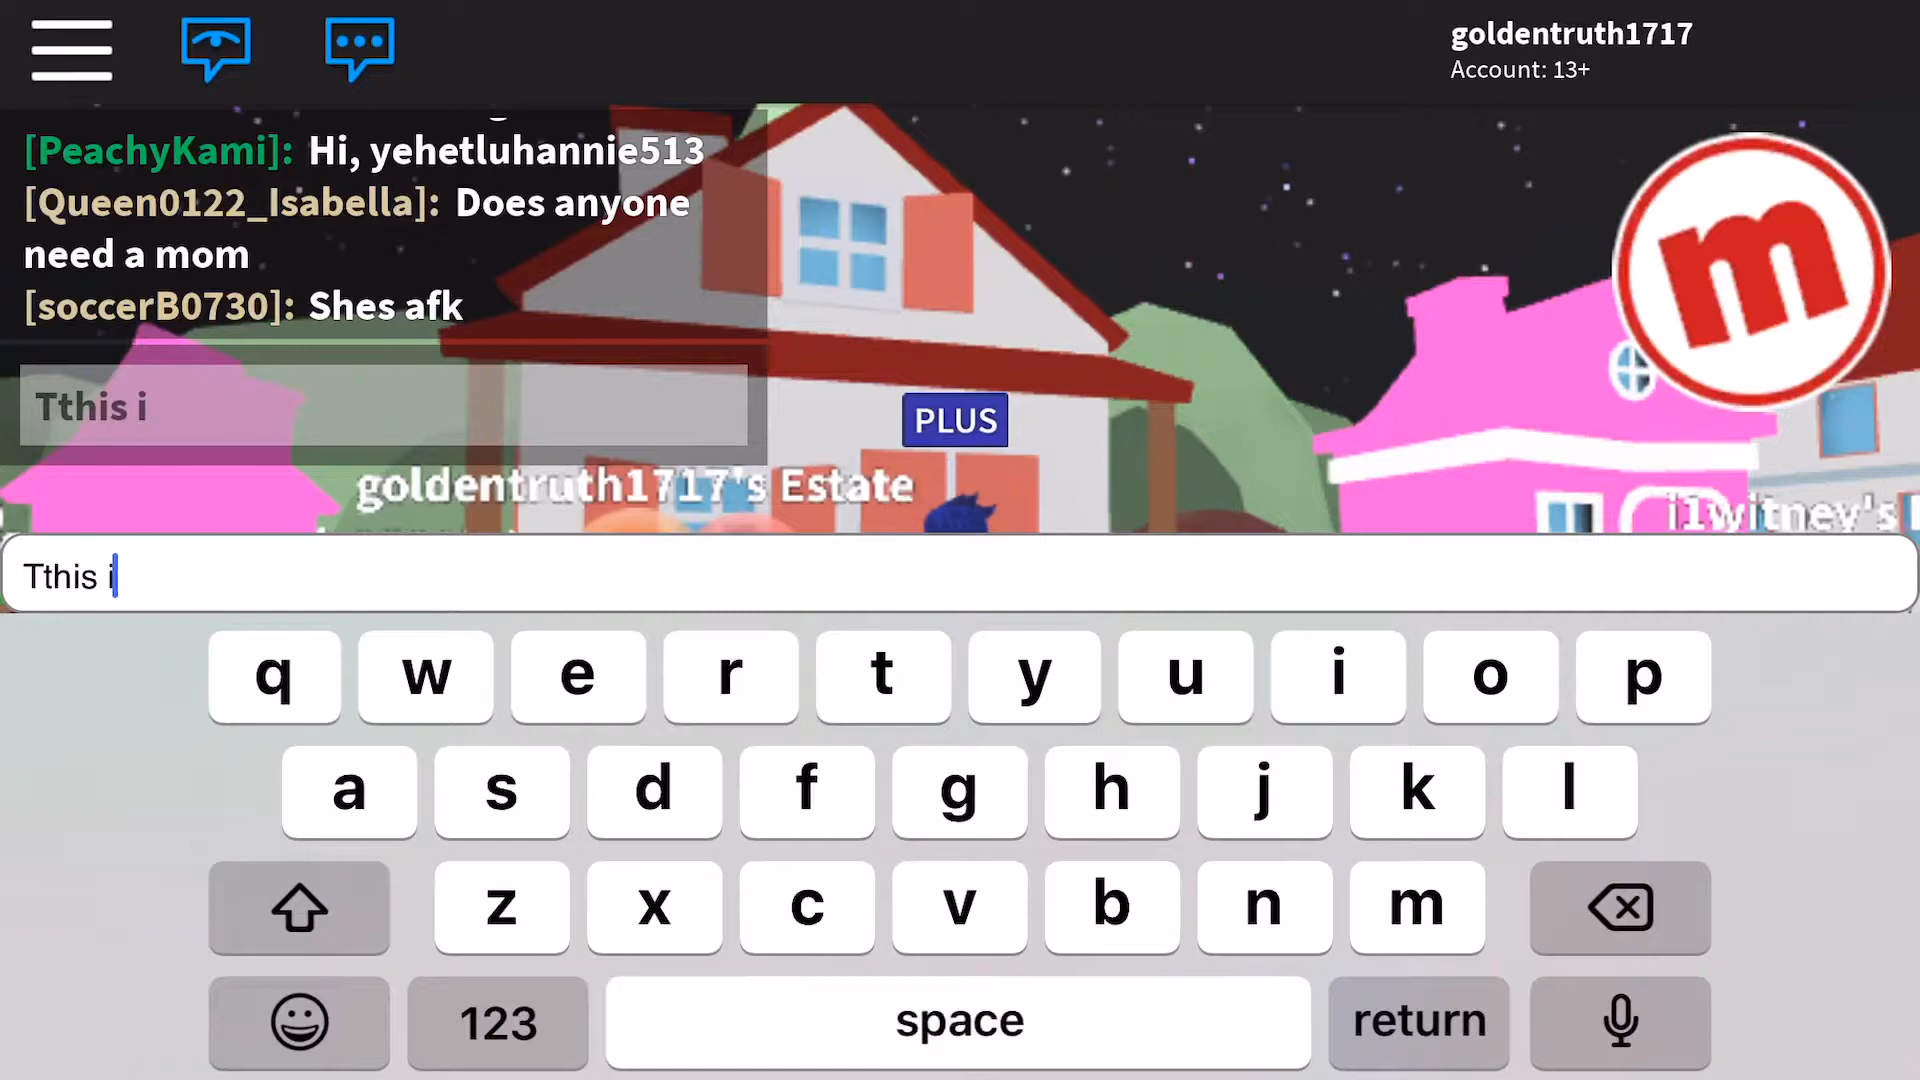 goldentruth1717
Account: 13+
[PeachyKami]: Hi, yehetluhannie513
[Queen0122_Isabella]: Does anyone
need a mom
[soccerB0730]: Shes afk
m
Tthis i
PLUS
goldentruth1717's Estate
i1witney's
Tthis i
q w e r t y u i o p
a s d f g h j k l
z x c v b n m
123 space return